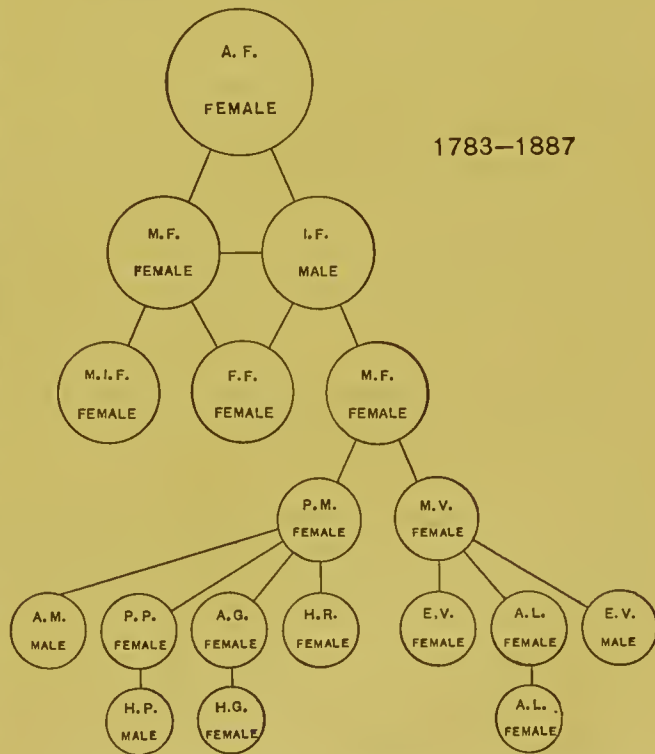 A. F.
FEMALE
1783—1887
M.F.
FEMALE
I.F.
MALE
M.I.F.
FEMALE
F.F.
FEMALE
M.F.
FEMALE
P.M.
FEMALE
M.V.
FEMALE
A.M.
MALE
P.P.
FEMALE
A.G.
FEMALE
H.R.
FEMALE
E.V.
FEMALE
A.L.
FEMALE
E.V.
MALE
H.P.
MALE
H.G.
FEMALE
A.L.
FEMALE